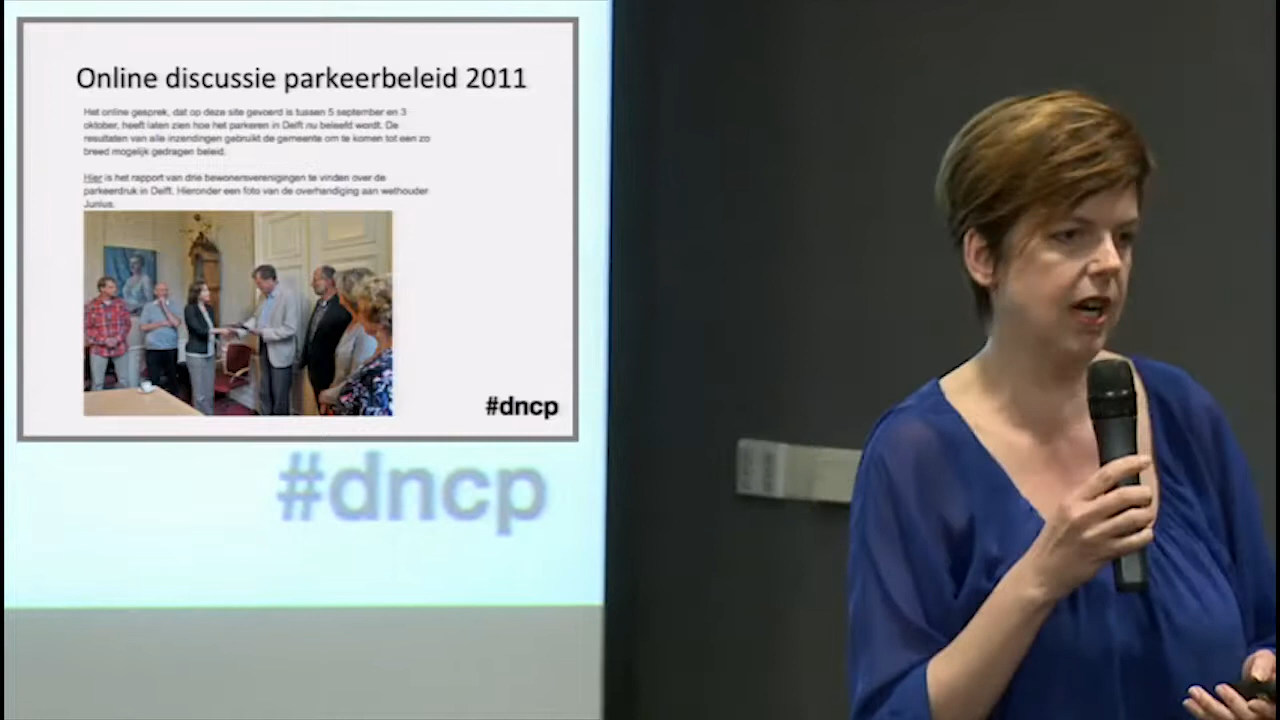 Online discussie parkeerbeleid 2011
Het online gesprek, dat op deze site gevoerd is tussen 5 september en 3
oktober, heeft laten zien hoe het parkeren in Delft nu beleefd wordt. De
resultaten van alle inzendingen gebruikt de gemeente om te komen tot een zo
breed mogelijk gedragen beleid.
Hier is het rapport van drie bewonersverenigingen te vinden over de
parkeerdruk in Delft. Hieronder een foto van de overhandiging aan wethouder
Junius.
#dncp
#dncp